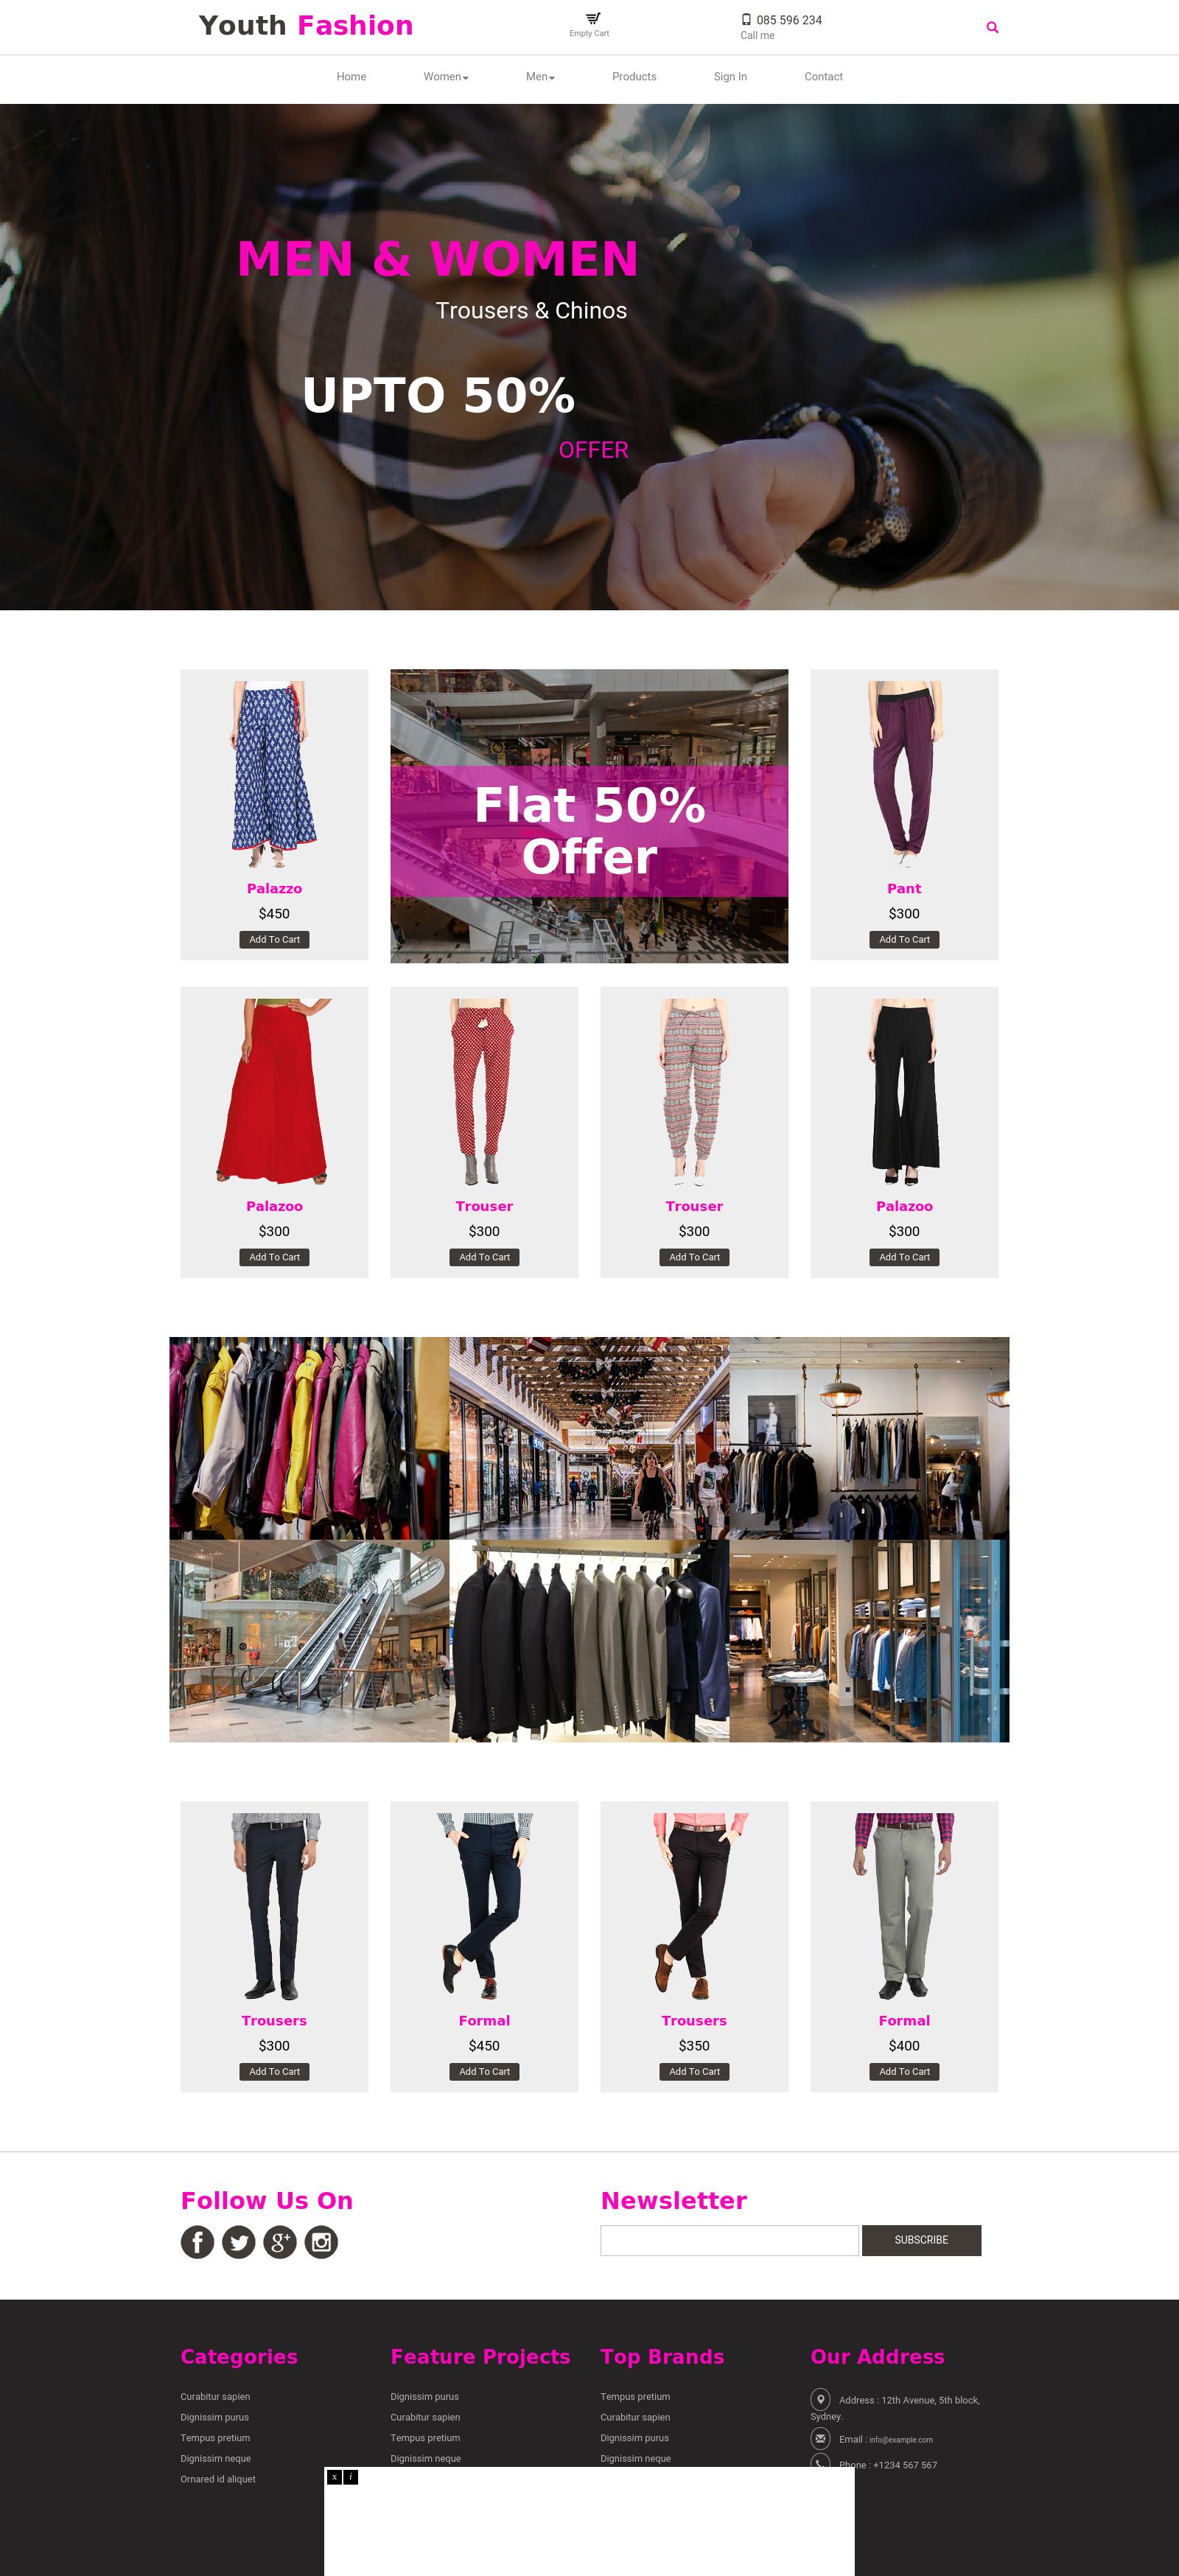 Youth Fashion
Empty Cart
085 596 234
Call me
Home Women Men Products Sign In Contact
MEN & WOMEN
Trousers & Chinos
UPTO 50%
OFFER
Palazzo
$450
Add To Cart
Flat 50%
Offer
Pant
$300
Add To Cart
Palazoo
$300
Add To Cart
Trouser
$300
Add To Cart
Trouser
$300
Add To Cart
Palazoo
$300
Add To Cart
Trousers
$300
Add To Cart
Formal
$450
Add To Cart
Trousers
$350
Add To Cart
Formal
$400
Add To Cart
Follow Us On
Newsletter
SUBSCRIBE
Categories
Curabitur sapien
Dignissim purus
Tempus pretium
Dignissim neque
Ornared id aliquet
Feature Projects
Dignissim purus
Curabitur sapien
Tempus pretium
Dignissim neque
Top Brands
Tempus pretium
Curabitur sapien
Dignissim purus
Dignissim neque
Our Address
Address : 12th Avenue, 5th block,
Sydney.
Email : info@example.com
Phone : +1234 567 567
x i